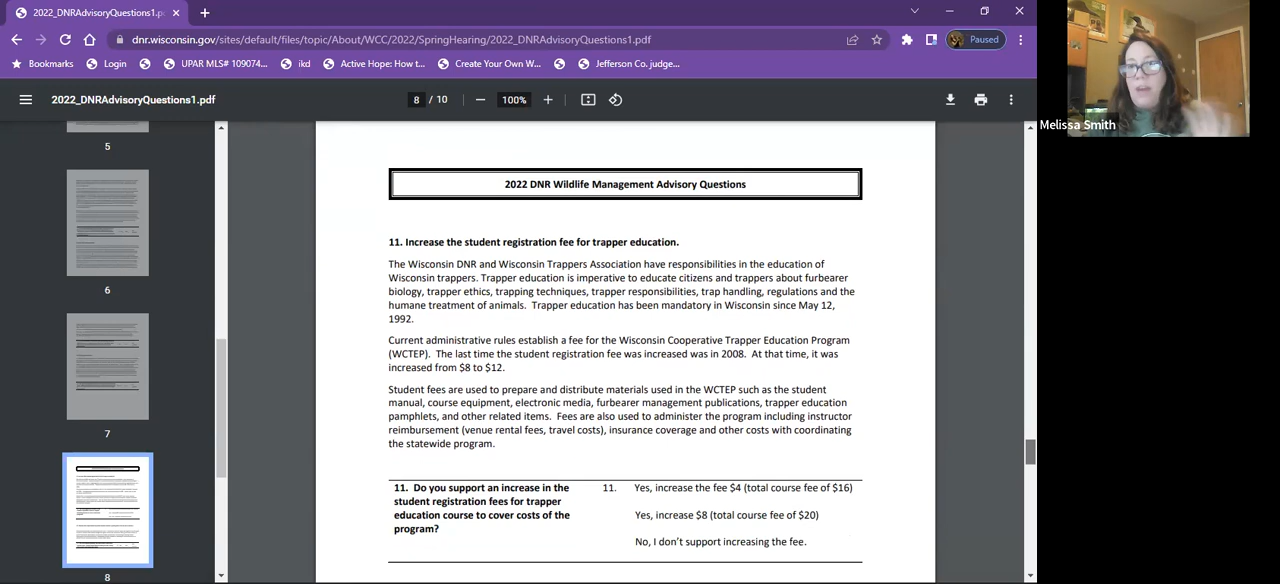 2022_DNRAdvisoryQuestions1.p
dnr.wisconsin.gov/sites/default/files/topic/About/WCC/2022/SpringHearing/2022_DNRAdvisoryQuestions1.pdf
Paused
Bookmarks
Login
UPAR MLS# 109074...
ikd
Active Hope: How t...
Create Your Own W...
Jefferson Co. judge...
2022_DNRAdvisoryQuestions1.pdf
8 / 10
100%
Melissa Smith
5
6
7
8
2022 DNR Wildlife Management Advisory Questions
11. Increase the student registration fee for trapper education.
The Wisconsin DNR and Wisconsin Trappers Association have responsibilities in the education of
Wisconsin trappers. Trapper education is imperative to educate citizens and trappers about furbearer
biology, trapper ethics, trapping techniques, trapper responsibilities, trap handling, regulations and the
humane treatment of animals. Trapper education has been mandatory in Wisconsin since May 12,
1992.
Current administrative rules establish a fee for the Wisconsin Cooperative Trapper Education Program
(WCTEP). The last time the student registration fee was increased was in 2008. At that time, it was
increased from $8 to $12.
Student fees are used to prepare and distribute materials used in the WCTEP such as the student
manual, course equipment, electronic media, furbearer management publications, trapper education
pamphlets, and other related items. Fees are also used to administer the program including instructor
reimbursement (venue rental fees, travel costs), insurance coverage and other costs with coordinating
the statewide program.
11. Do you support an increase in the
student registration fees for trapper
education course to cover costs of the
program?
11. Yes, increase the fee $4 (total course fee of $16)
Yes, increase $8 (total course fee of $20)
No, I don't support increasing the fee.